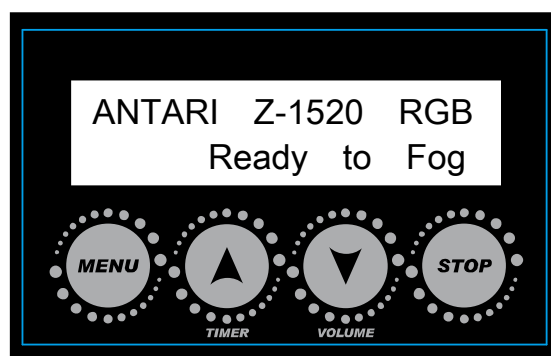 ANTARI Z-1520 RGB
Ready to Fog
MENU
STOP
TIMER
VOLUME